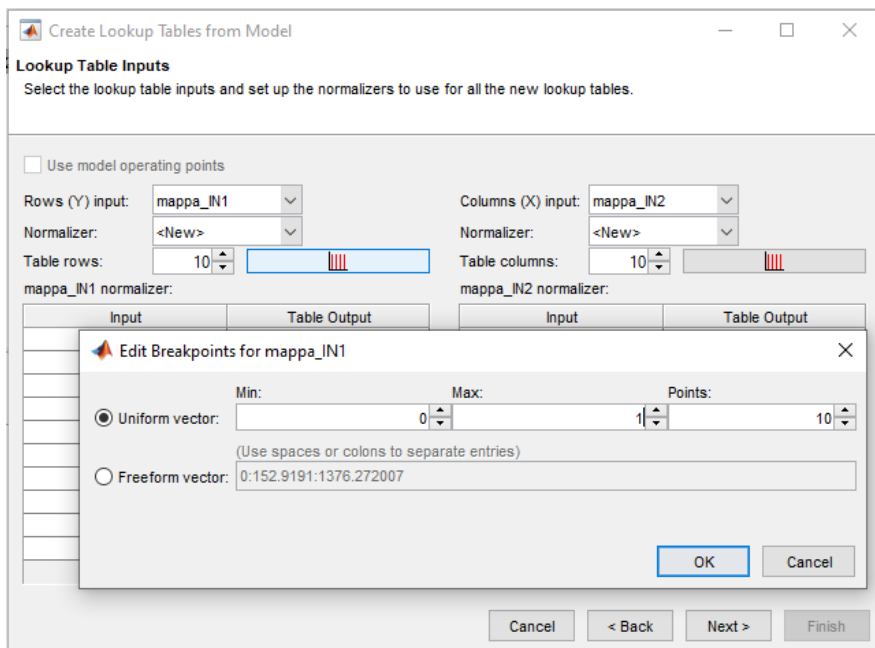 Create Lookup Tables from Model
Lookup Table Inputs
Select the lookup table inputs and set up the normalizers to use for all the new lookup tables.
Use model operating points
Rows (Y) input: mappa_IN1 Columns (X) input: mappa_IN2
Normalizer: <New> Normalizer: <New>
Table rows: 10 Table columns: 10
mappa_IN1 normalizer: mappa_IN2 normalizer:
Input Table Output Input Table Output
Edit Breakpoints for mappa_IN1
Min: Max: Points:
Uniform vector: 0 1 10
(Use spaces or colons to separate entries)
Freeform vector: 0:152.9191:1376.272007
OK Cancel
Cancel < Back Next > Finish